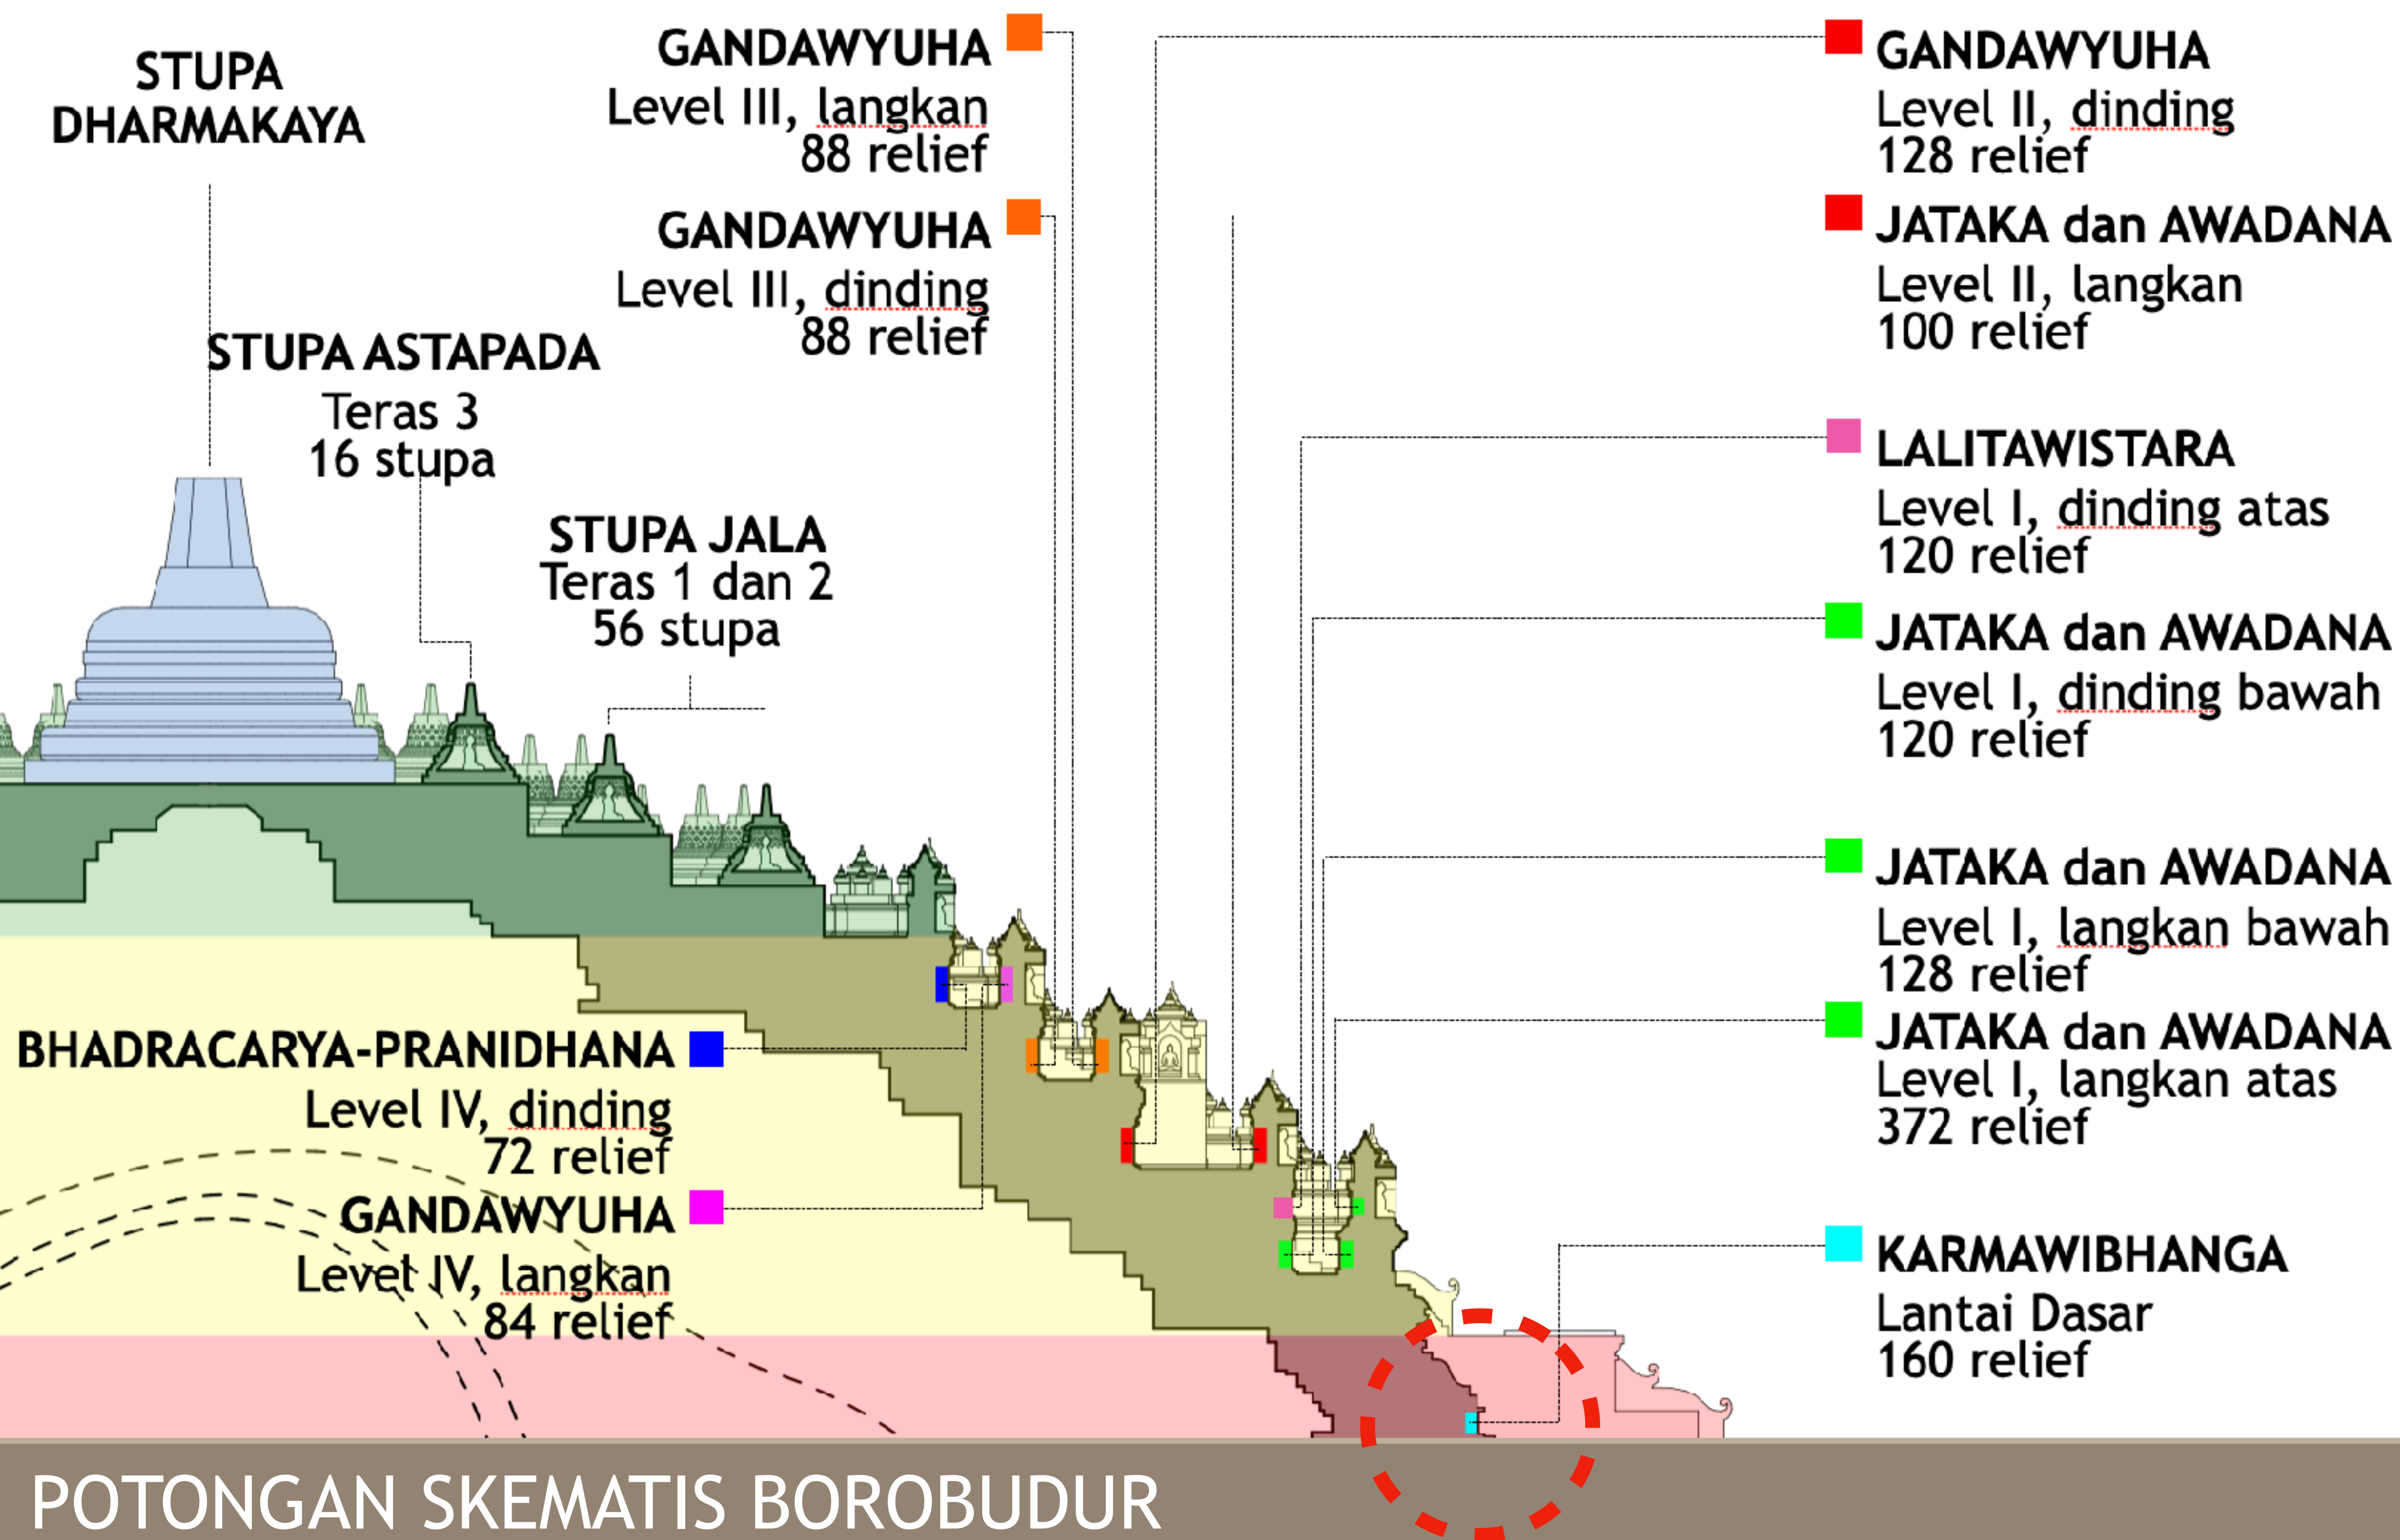 STUPA
DHARMAKAYA
STUPA ASTAPADA
Teras 3
16 stupa
STUPA JALA
Teras 1 dan 2
56 stupa
GANDAWYUHA
Level III, langkan
88 relief
GANDAWYUHA
Level III, dinding
88 relief
GANDAWYUHA
Level II, dinding
128 relief
JATAKA dan AWADANA
Level II, langkan
100 relief
LALITAWISTARA
Level I, dinding atas
120 relief
JATAKA dan AWADANA
Level I, dinding bawah
120 relief
JATAKA dan AWADANA
Level I, langkan bawah
128 relief
JATAKA dan AWADANA
Level I, langkan atas
372 relief
KARMAWIBHANGA
Lantai Dasar
160 relief
BHADRACARYA-PRANIDHANA
Level IV, dinding
72 relief
GANDAWYUHA
Level IV, langkan
84 relief
POTONGAN SKEMATIS BOROBUDUR